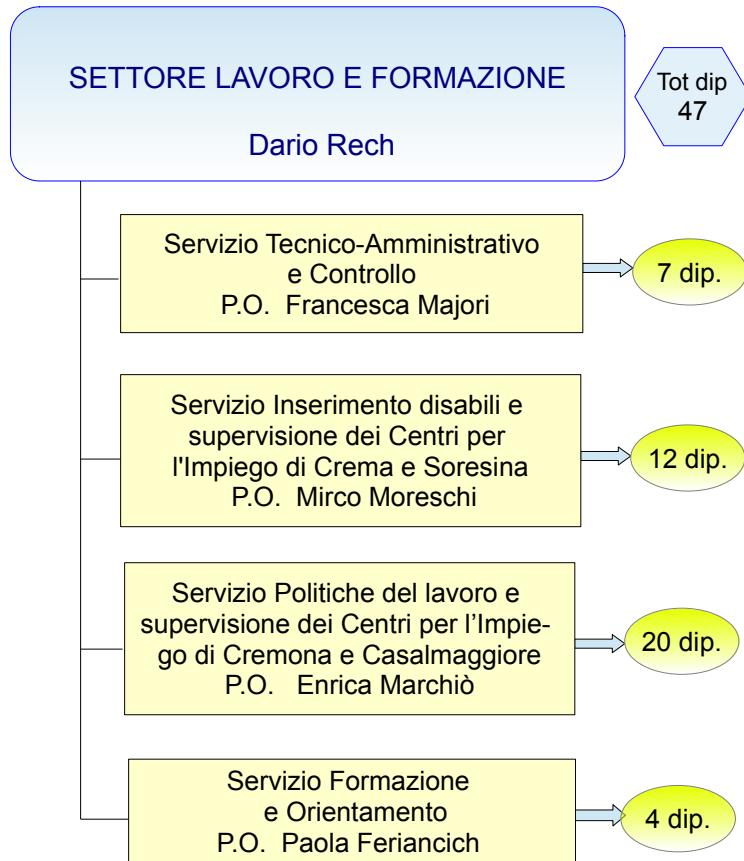 SETTORE LAVORO E FORMAZIONE
Dario Rech
Tot dip
47
Servizio Tecnico-Amministrativo
e Controllo
P.O. Francesca Majori
7 dip.
Servizio Inserimento disabili e
supervisione dei Centri per
l'Impiego di Crema e Soresina
P.O. Mirco Moreschi
12 dip.
Servizio Politiche del lavoro e
supervisione dei Centri per l’Impie-
go di Cremona e Casalmaggiore
P.O. Enrica Marchiò
20 dip.
Servizio Formazione
e Orientamento
P.O. Paola Feriancich
4 dip.